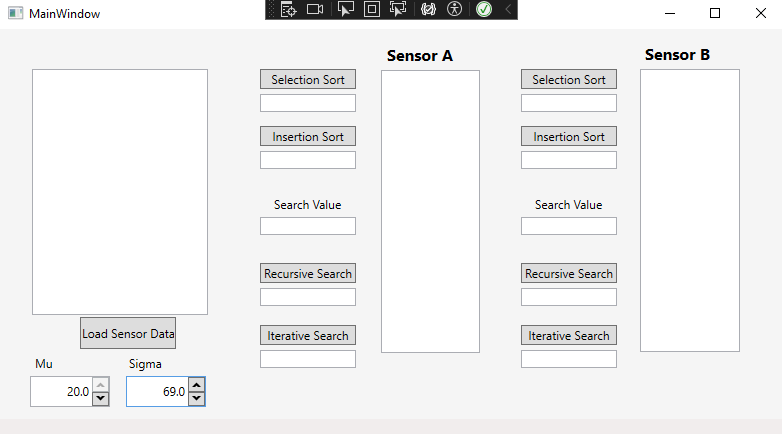 MainWindow
Sensor A
Sensor B
Selection Sort
Selection Sort
Insertion Sort
Insertion Sort
Search Value
Search Value
Recursive Search
Recursive Search
Load Sensor Data
Iterative Search
Iterative Search
Mu
Sigma
20.0
69.0